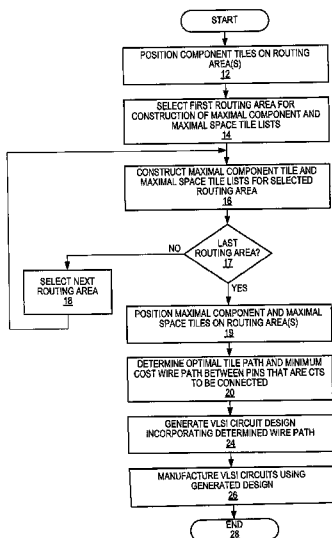 START
POSITION COMPONENT TILES ON ROUTING
AREA(S)
12
SELECT FIRST ROUTING AREA FOR
CONSTRUCTION OF MAXIMAL COMPONENT AND
MAXIMAL SPACE TILE LISTS
14
CONSTRUCT MAXIMAL COMPONENT TILE AND
MAXIMAL SPACE TILE LISTS FOR SELECTED
ROUTING AREA
16
LAST
ROUTING AREA?
17
NO
YES
SELECT NEXT
ROUTING AREA
18
POSITION MAXIMAL COMPONENT AND MAXIMAL
SPACE TILES ON ROUTING AREA(S)
19
DETERMINE OPTIMAL TILE PATH AND MINIMUM
COST WIRE PATH BETWEEN PINS THAT ARE CTS
TO BE CONNECTED
20
GENERATE VLSI CIRCUIT DESIGN
INCORPORATING DETERMINED WIRE PATH
24
MANUFACTURE VLSI CIRCUITS USING
GENERATED DESIGN
26
END
28